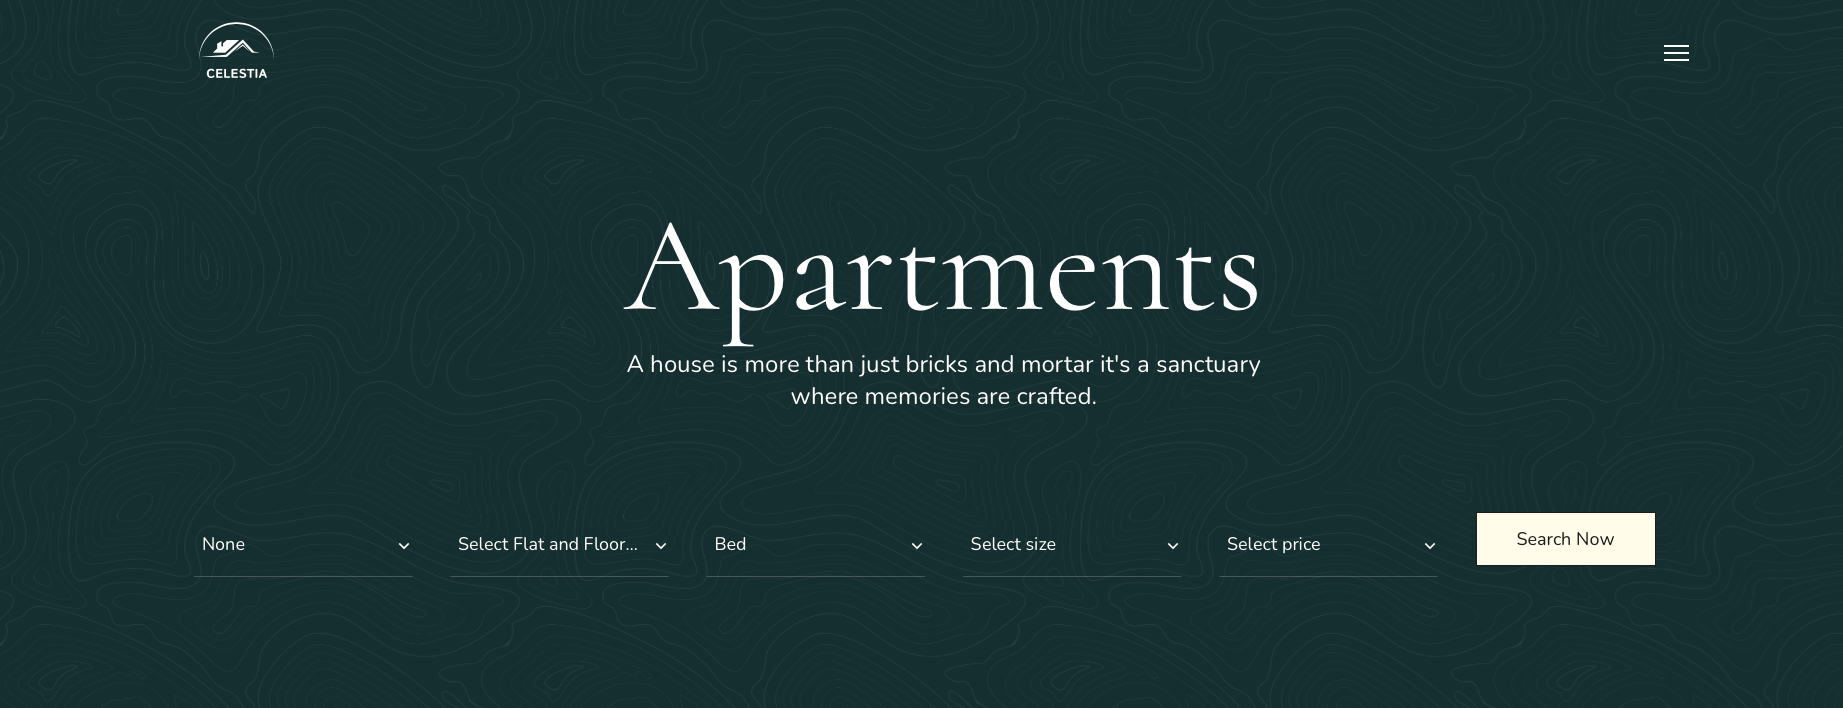 CELESTIA
Apartments
A house is more than just bricks and mortar it's a sanctuary
where memories are crafted.
None
Select Flat and Floor...
Bed
Select size
Select price
Search Now